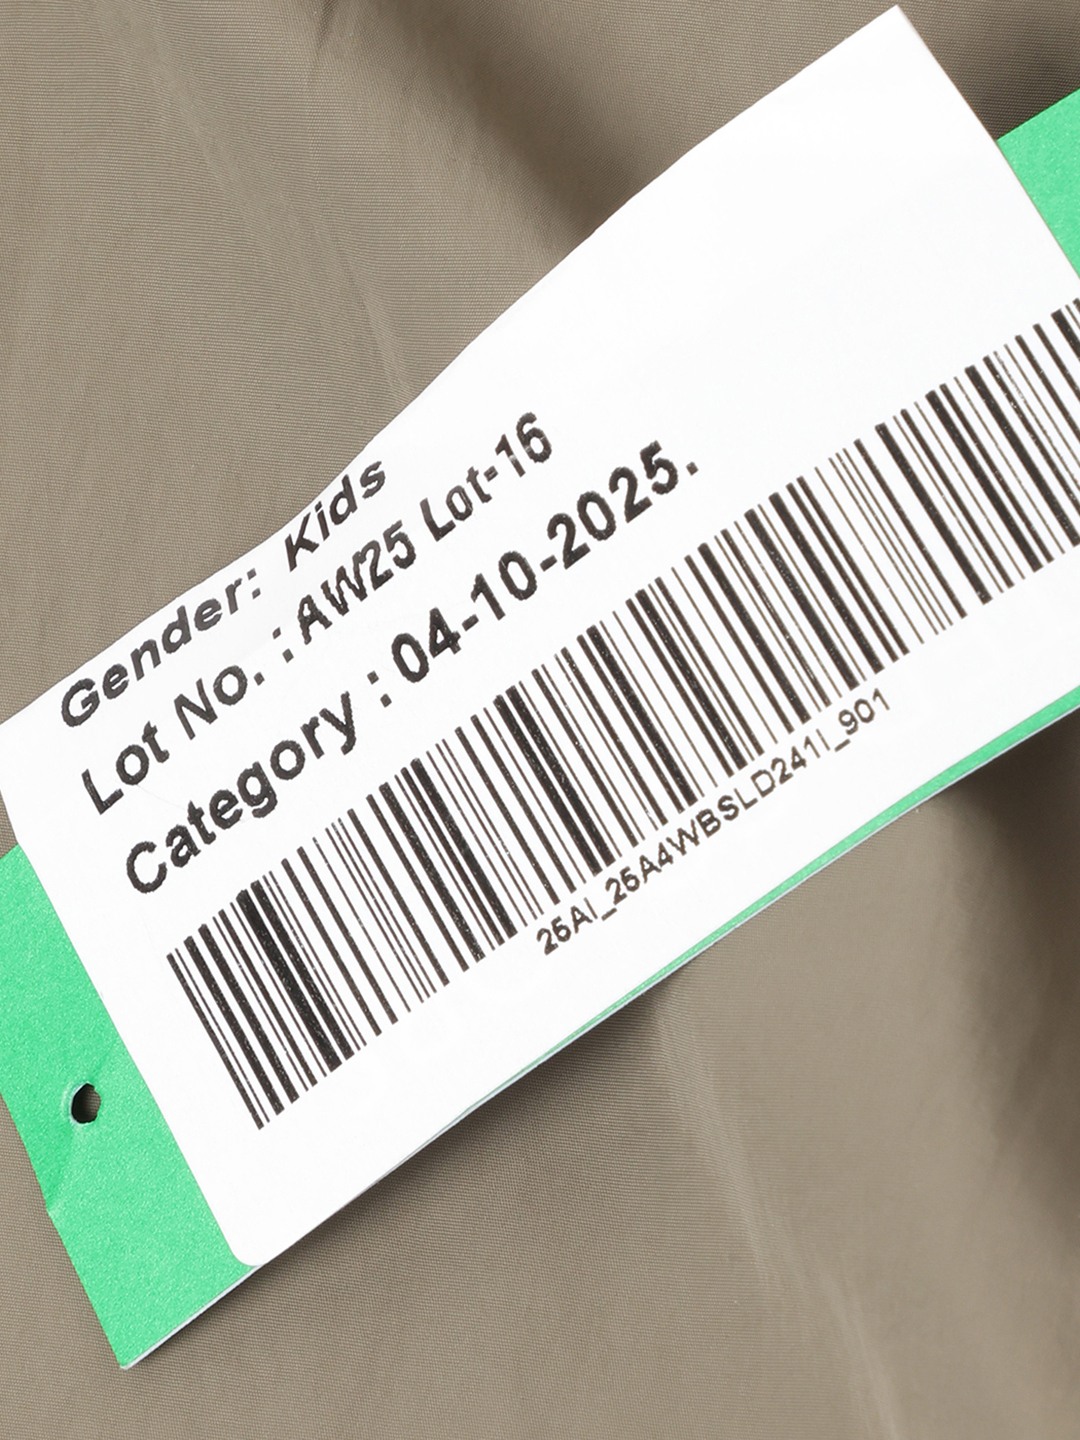 Gender: Kids
Lot No. : AW25 Lot-16
Category : 04-10-2025.
25AI_25A4WBSLD241I_901